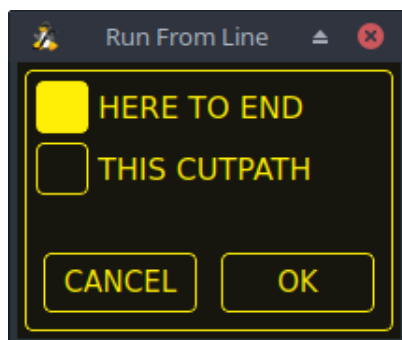 Run From Line
HERE TO END
THIS CUTPATH
CANCEL
OK